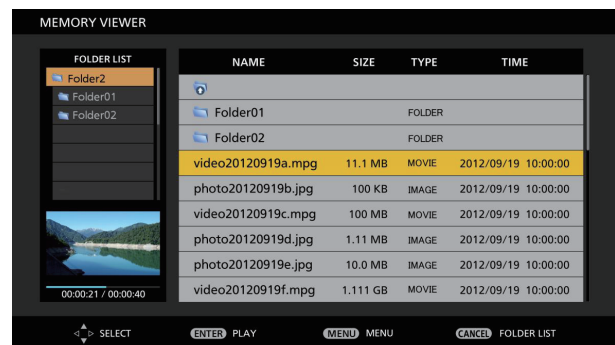 MEMORY VIEWER
FOLDER LIST
Folder2
Folder01
Folder02
00:00:21 / 00:00:40
NAME SIZE TYPE TIME
Folder01 FOLDER
Folder02 FOLDER
video20120919a.mpg 11.1 MB MOVIE 2012/09/19 10:00:00
photo20120919b.jpg 100 KB IMAGE 2012/09/19 10:00:00
video20120919c.mpg 100 MB MOVIE 2012/09/19 10:00:00
photo20120919d.jpg 1.11 MB IMAGE 2012/09/19 10:00:00
photo20120919e.jpg 10.0 MB IMAGE 2012/09/19 10:00:00
video20120919f.mpg 1.111 GB MOVIE 2012/09/19 10:00:00
SELECT ENTER PLAY MENU MENU CANCEL FOLDER LIST